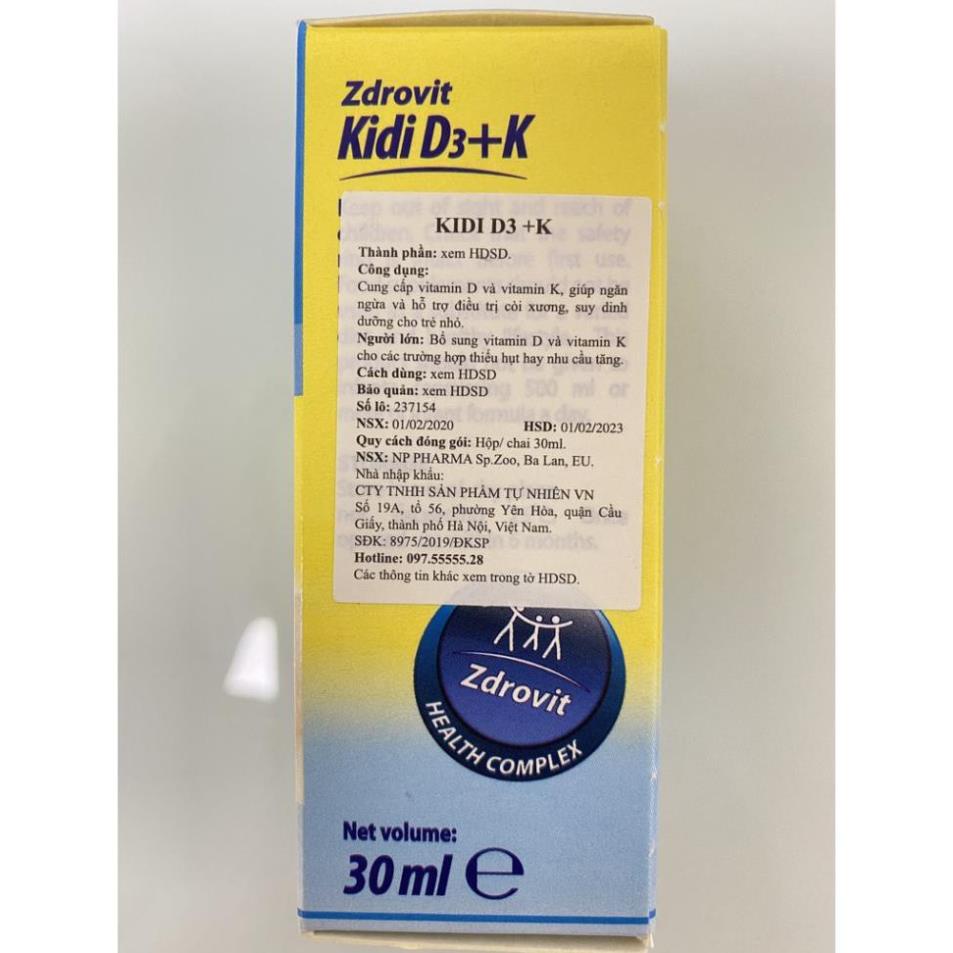 Zdrovit
Kidi D3+K
KIDI D3 +K
Thành phần: xem HDSD.
Công dụng:
Cung cấp vitamin D và vitamin K, giúp ngăn
ngừa và hỗ trợ điều trị còi xương, suy dinh
dưỡng cho trẻ nhỏ.
Người lớn: Bổ sung vitamin D và vitamin K
cho các trường hợp thiếu hụt hay nhu cầu tăng.
Cách dùng: xem HDSD
Bảo quản: xem HDSD
Số lô: 237154
NSX: 01/02/2020 HSD: 01/02/2023
Quy cách đóng gói: Hộp/ chai 30ml.
NSX: NP PHARMA Sp.Zoo, Ba Lan, EU.
Nhà nhập khẩu:
CTY TNHH SẢN PHẨM TỰ NHIÊN VN
Số 19A, tổ 56, phường Yên Hòa, quận Cầu
Giấy, thành phố Hà Nội, Việt Nam.
SĐK: 8975/2019/ĐKSP
Hotline: 097.55555.28
Các thông tin khác xem trong tờ HDSD.
Zdrovit
HEALTH COMPLEX
Net volume:
30 ml ℮